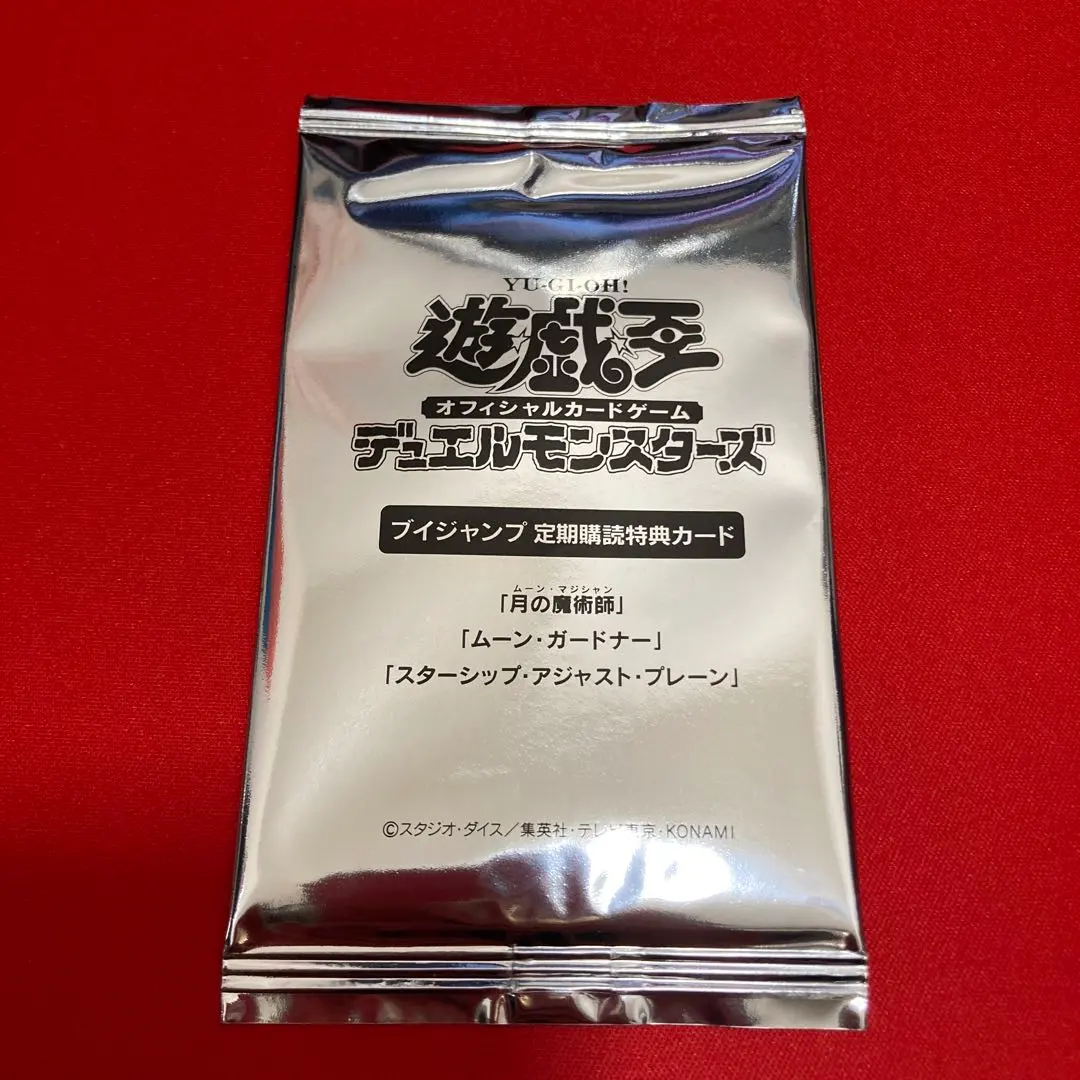 YU-GI-OH!
遊☆戯☆王
オフィシャルカードゲーム
デュエルモンスターズ
ブイジャンプ 定期購読特典カード
ムーン・マジシャン
「月の魔術師」
「ムーン・ガードナー」
「スターシップ・アジャスト・プレーン」
©スタジオ・ダイス/集英社・テレビ東京・KONAMI